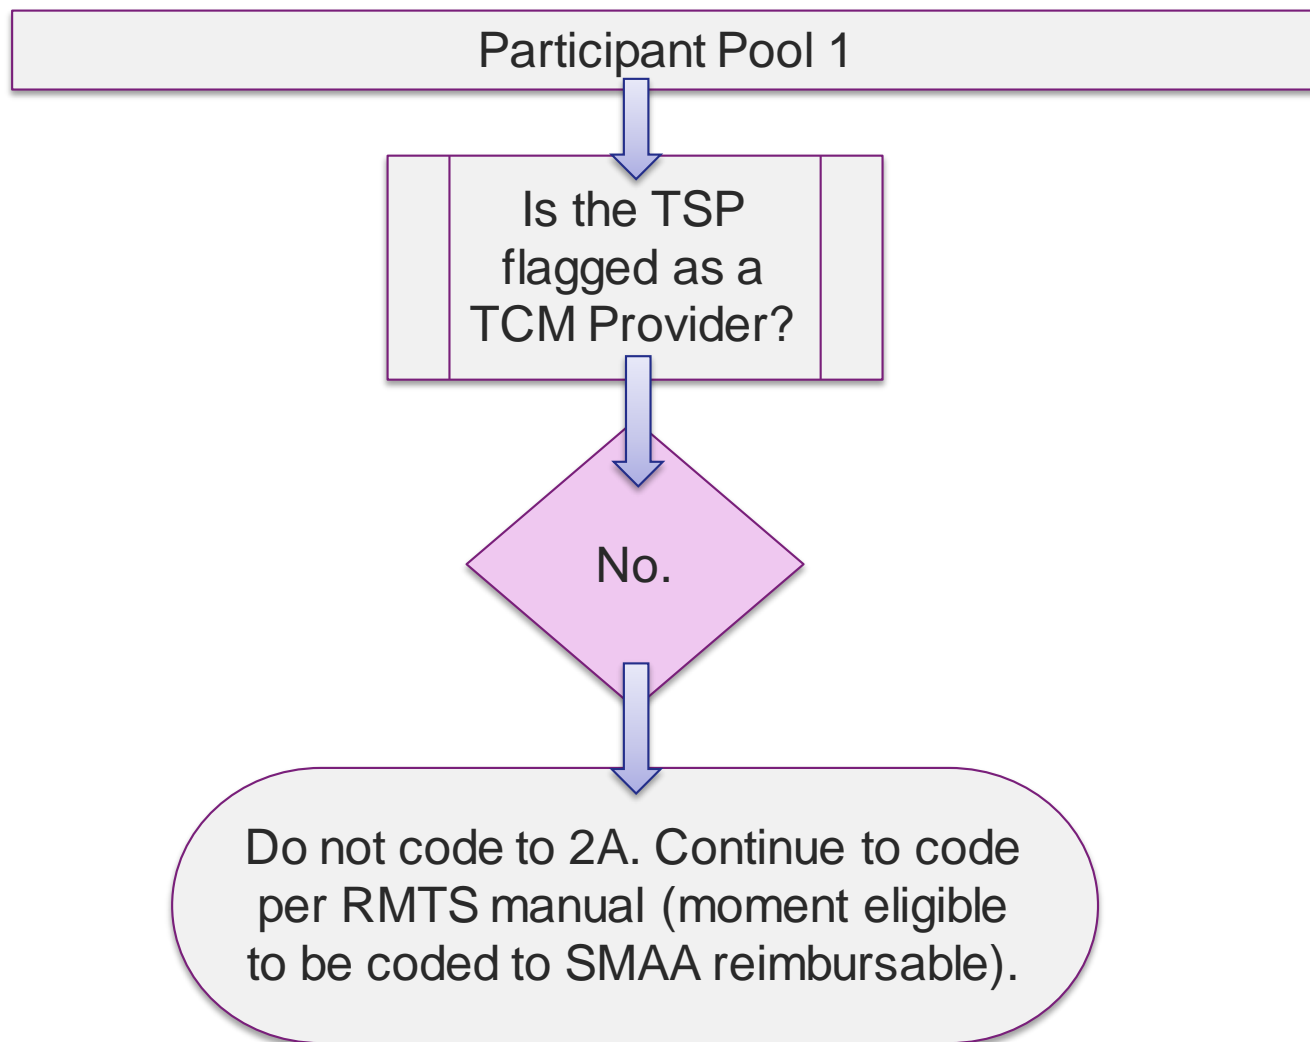 Participant Pool 1
Is the TSP
flagged as a
TCM Provider?
No.
Do not code to 2A. Continue to code
per RMTS manual (moment eligible
to be coded to SMAA reimbursable).